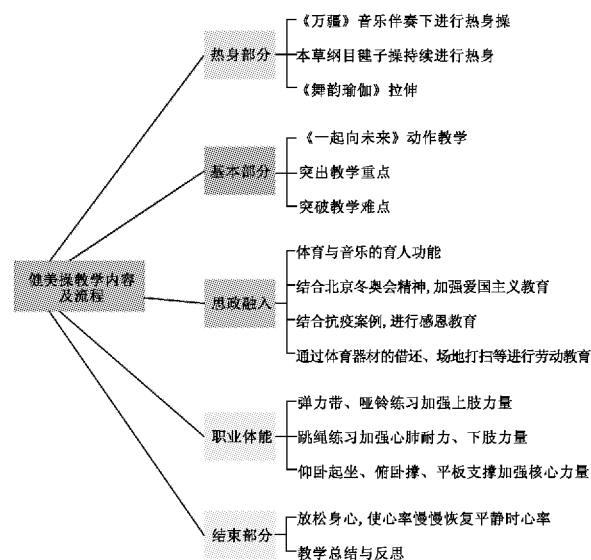 热身部分
《万疆》音乐伴奏下进行热身操
本草纲目毽子操持续进行热身
《舞韵瑜伽》拉伸
基本部分
《一起向未来》动作教学
突出教学重点
突破教学难点
健美操教学内容
及流程
思政融入
体育与音乐的育人功能
结合北京冬奥会精神,加强爱国主义教育
结合抗疫案例,进行感恩教育
通过体育器材的借还、场地打扫等进行劳动教育
职业体能
弹力带、哑铃练习加强上肢力量
跳绳练习加强心肺耐力、下肢力量
仰卧起坐、俯卧撑、平板支撑加强核心力量
结束部分
放松身心,使心率慢慢恢复平静时心率
教学总结与反思